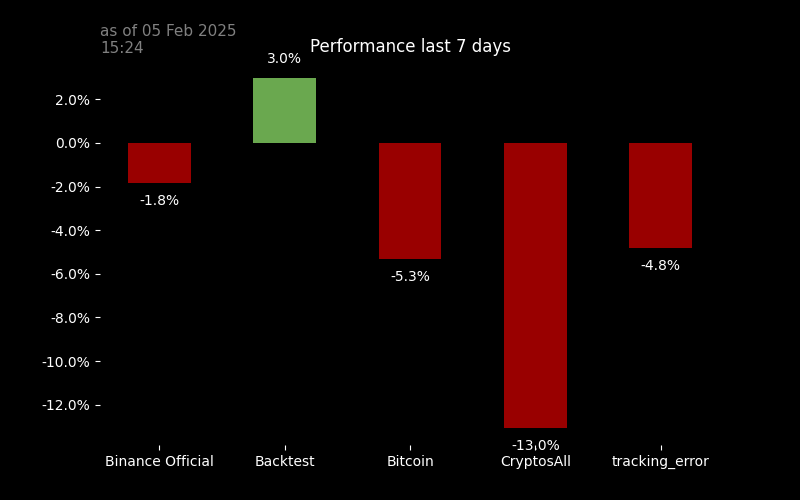 as of 05 Feb 2025
15:24
Performance last 7 days
3.0%
2.0%
0.0%
-2.0%
-1.8%
-4.0%
-4.8%
-6.0%
-5.3%
-8.0%
-10.0%
-12.0%
-13.0%
Binance Official
Backtest
Bitcoin
CryptosAll
tracking_error